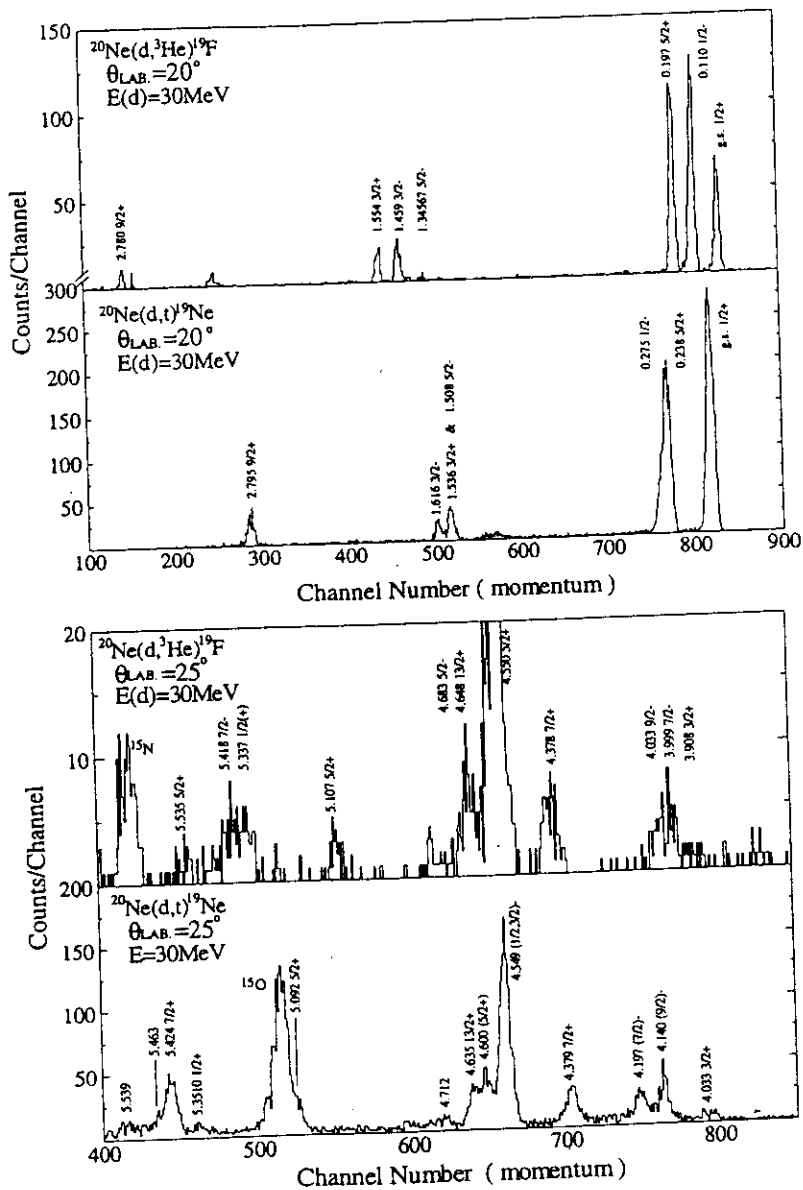 150
100
50
Counts/Channel
²⁰Ne(d,³He)¹⁹F
θLAB.=20°
E(d)=30MeV
2.780 9/2+
1.554 3/2+
1.459 3/2-
1.34567 5/2-
0.197 5/2+
0.110 1/2-
g.s. 1/2+
300
250
200
150
100
50
²⁰Ne(d,t)¹⁹Ne
θLAB.=20°
E(d)=30MeV
2.795 9/2+
1.616 3/2-
1.536 3/2+ & 1.508 5/2-
0.275 1/2-
0.238 5/2+
g.s. 1/2+
100 200 300 400 500 600 700 800 900
Channel Number ( momentum )
20
10
Counts/Channel
²⁰Ne(d,³He)¹⁹F
θLAB.=25°
E(d)=30MeV
¹⁵N
5.535 5/2+
5.418 7/2-
5.337 1/2(+)
5.107 5/2+
4.683 5/2-
4.648 13/2+
4.550 5/2+
4.378 7/2+
4.033 9/2-
3.999 7/2-
3.908 3/2+
200
150
100
50
²⁰Ne(d,t)¹⁹Ne
θLAB.=25°
E=30MeV
5.539
5.463
5.424 7/2+
5.3510 1/2+
¹⁵O
5.092 5/2+
4.712
4.635 13/2+
4.600 (5/2+)
4.549 (1/2,3/2)-
4.379 7/2+
4.197 (7/2)-
4.140 (9/2)-
4.033 3/2+
400 500 600 700 800
Channel Number ( momentum )